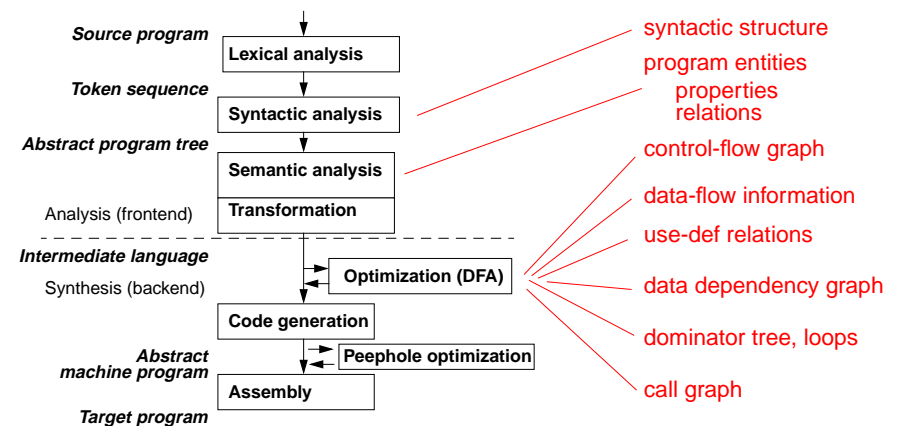 Source program
Lexical analysis
Token sequence
Syntactic analysis
Abstract program tree
Semantic analysis
Analysis (frontend)
Transformation
Intermediate language
Optimization (DFA)
Synthesis (backend)
Code generation
Peephole optimization
Abstract
machine program
Assembly
Target program
syntactic structure
program entities
properties
relations
control-flow graph
data-flow information
use-def relations
data dependency graph
dominator tree, loops
call graph